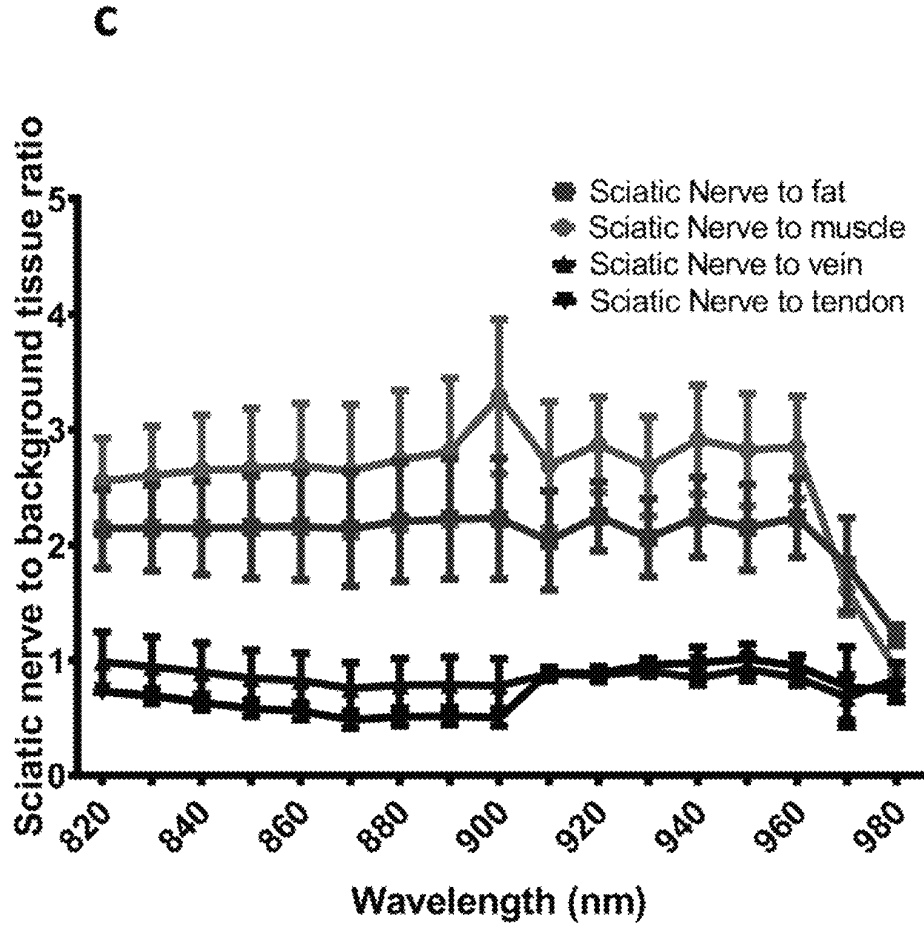 C
Sciatic nerve to background tissue ratio
5
4
3
2
1
0
Sciatic Nerve to fat
Sciatic Nerve to muscle
Sciatic Nerve to vein
Sciatic Nerve to tendon
820 840 860 880 900 920 940 960 980
Wavelength (nm)